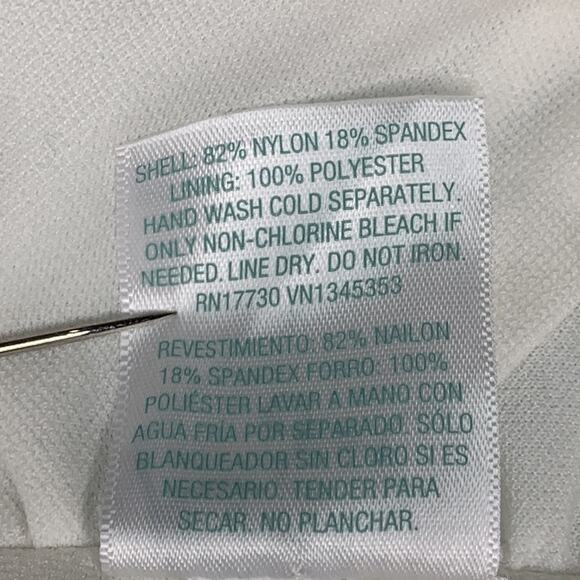 SHELL: 82% NYLON 18% SPANDEX
LINING: 100% POLYESTER
HAND WASH COLD SEPARATELY.
ONLY NON-CHLORINE BLEACH IF
NEEDED. LINE DRY. DO NOT IRON.
RN17730 VN1345353
REVESTIMIENTO: 82% NAILON
18% SPANDEX FORRO: 100%
POLIÉSTER LAVAR A MANO CON
AGUA FRÍA POR SEPARADO. SÓLO
BLANQUEADOR SIN CLORO SI ES
NECESARIO. TENDER PARA
SECAR. NO PLANCHAR.